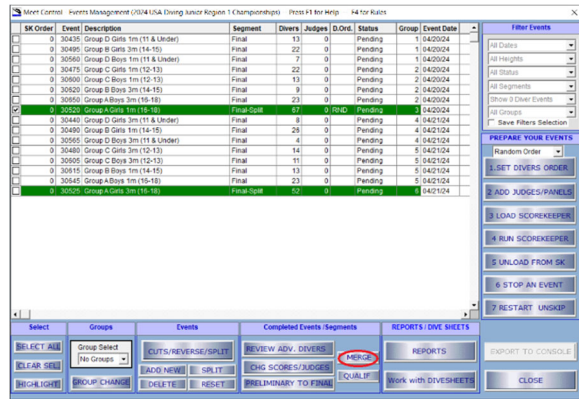 Meet Control Events Management (2024 USA Diving Junior Region 1 Championships) Press F1 for Help F4 for Rules
SK Order Event Description Segment Divers Judges D.Ord. Status Group Event Date
0 30435 Group D Girls 1m (11 & Under) Final 13 0 Pending 1 04/20/24
0 30495 Group B Girls 3m (14-15) Final 22 0 Pending 1 04/20/24
0 30560 Group D Boys 1m (11 & Under) Final 7 0 Pending 1 04/20/24
0 30475 Group C Girls 1m (12-13) Final 22 0 Pending 2 04/20/24
0 30600 Group C Boys 1m (12-13) Final 13 0 Pending 2 04/20/24
0 30620 Group B Boys 3m (14-15) Final 9 0 Pending 2 04/20/24
0 30650 Group A Boys 3m (16-18) Final 23 0 Pending 2 04/20/24
0 30520 Group A Girls 1m (16-18) Final-Split 67 0 RND Pending 3 04/20/24
0 30440 Group D Girls 3m (11 & Under) Final 8 0 Pending 4 04/21/24
0 30490 Group B Girls 1m (14-15) Final 26 0 Pending 4 04/21/24
0 30565 Group D Boys 3m (11 & Under) Final 4 0 Pending 4 04/21/24
0 30480 Group C Girls 3m (12-13) Final 14 0 Pending 5 04/21/24
0 30605 Group C Boys 3m (12-13) Final 11 0 Pending 5 04/21/24
0 30615 Group B Boys 1m (14-15) Final 13 0 Pending 5 04/21/24
0 30645 Group A Boys 1m (16-18) Final 23 0 Pending 5 04/21/24
0 30525 Group A Girls 3m (16-18) Final-Split 52 0 Pending 6 04/21/24
Filter Events
All Dates
All Heights
All Status
All Segments
Show 0 Diver Events
All Groups
Save Filters Selection
PREPARE YOUR EVENTS
Random Order
1.SET DIVERS ORDER
2 ADD JUDGES/PANELS
3 LOAD SCOREKEEPER
4 RUN SCOREKEEPER
5 UNLOAD FROM SK
6 STOP AN EVENT
7 RESTART UNSKIP
Select Groups Events Completed Events /Segments REPORTS / DIVE SHEETS
SELECT ALL
CLEAR SEL
HIGHLIGHT
Group Select
No Groups
GROUP CHANGE
CUTS/REVERSE/SPLIT
ADD NEW SPLIT
DELETE RESET
REVIEW ADV. DIVERS
CHG SCORES/JUDGES
PRELIMINARY TO FINAL
MERGE
QUALIF
REPORTS
Work with DIVESHEETS
EXPORT TO CONSOLE
CLOSE